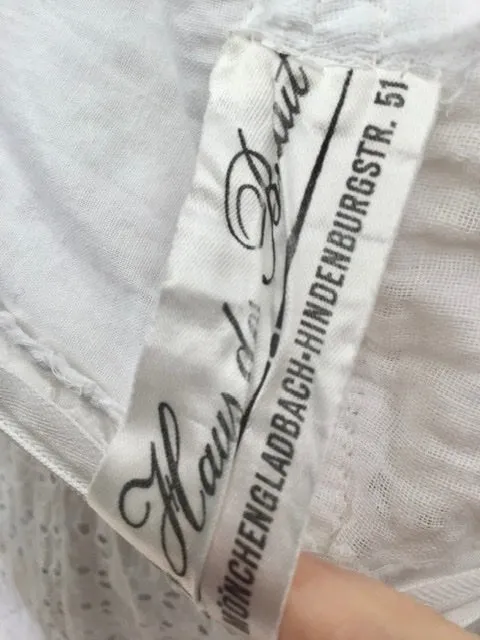 Haus der Braut
MÖNCHENGLADBACH-HINDENBURGSTR. 51